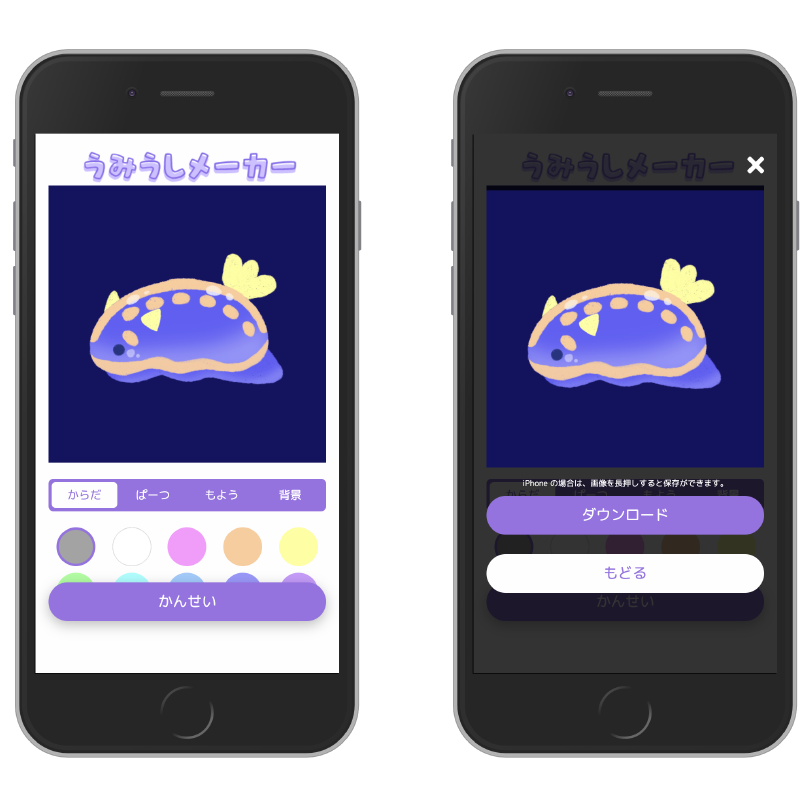 うみうしメーカー
からだ ぱーつ もよう 背景
かんせい
うみうしメーカー
iPhone の場合は、画像を長押しすると保存ができます。
からだ ぱーつ もよう 背景
ダウンロード
もどる
かんせい